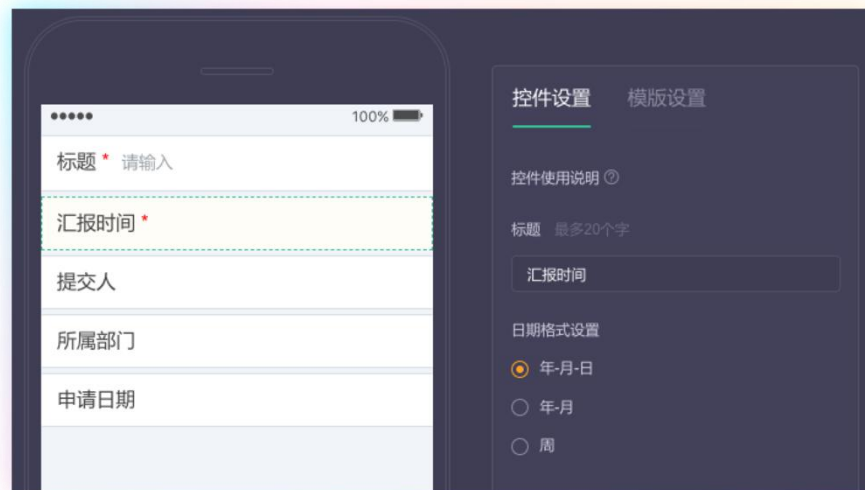 100%
标题 * 请输入
汇报时间 *
提交人
所属部门
申请日期
控件设置 模版设置
控件使用说明 ?
标题 最多20个字
汇报时间
日期格式设置
年-月-日
年-月
周